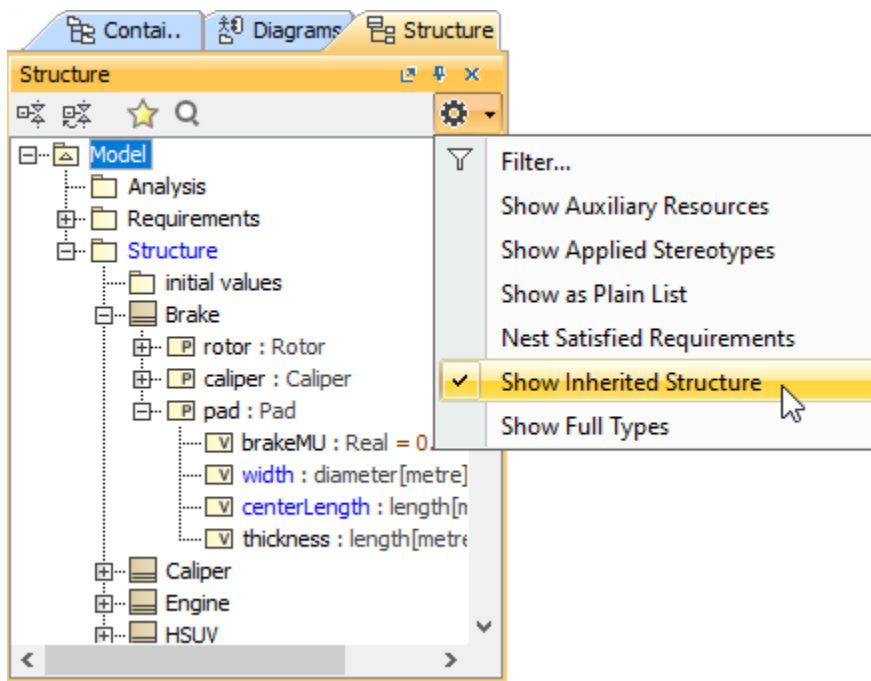 Contai..
Diagrams
Structure
Structure
Model
Analysis
Requirements
Structure
initial values
Brake
P rotor : Rotor
P caliper : Caliper
P pad : Pad
V brakeMU : Real = 0.
V width : diameter[metre]
V centerLength : length[m
V thickness : length[metre
Caliper
Engine
HSUV
Filter...
Show Auxiliary Resources
Show Applied Stereotypes
Show as Plain List
Nest Satisfied Requirements
Show Inherited Structure
Show Full Types